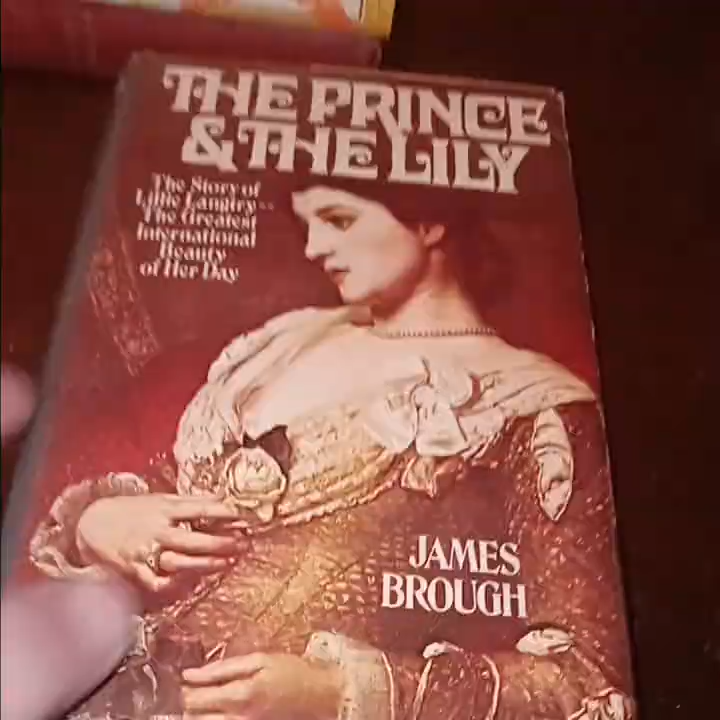 THE PRINCE
& THE LILY
The Story of
Lillie Langtry--
The Greatest
International
Beauty
of Her Day
JAMES
BROUGH